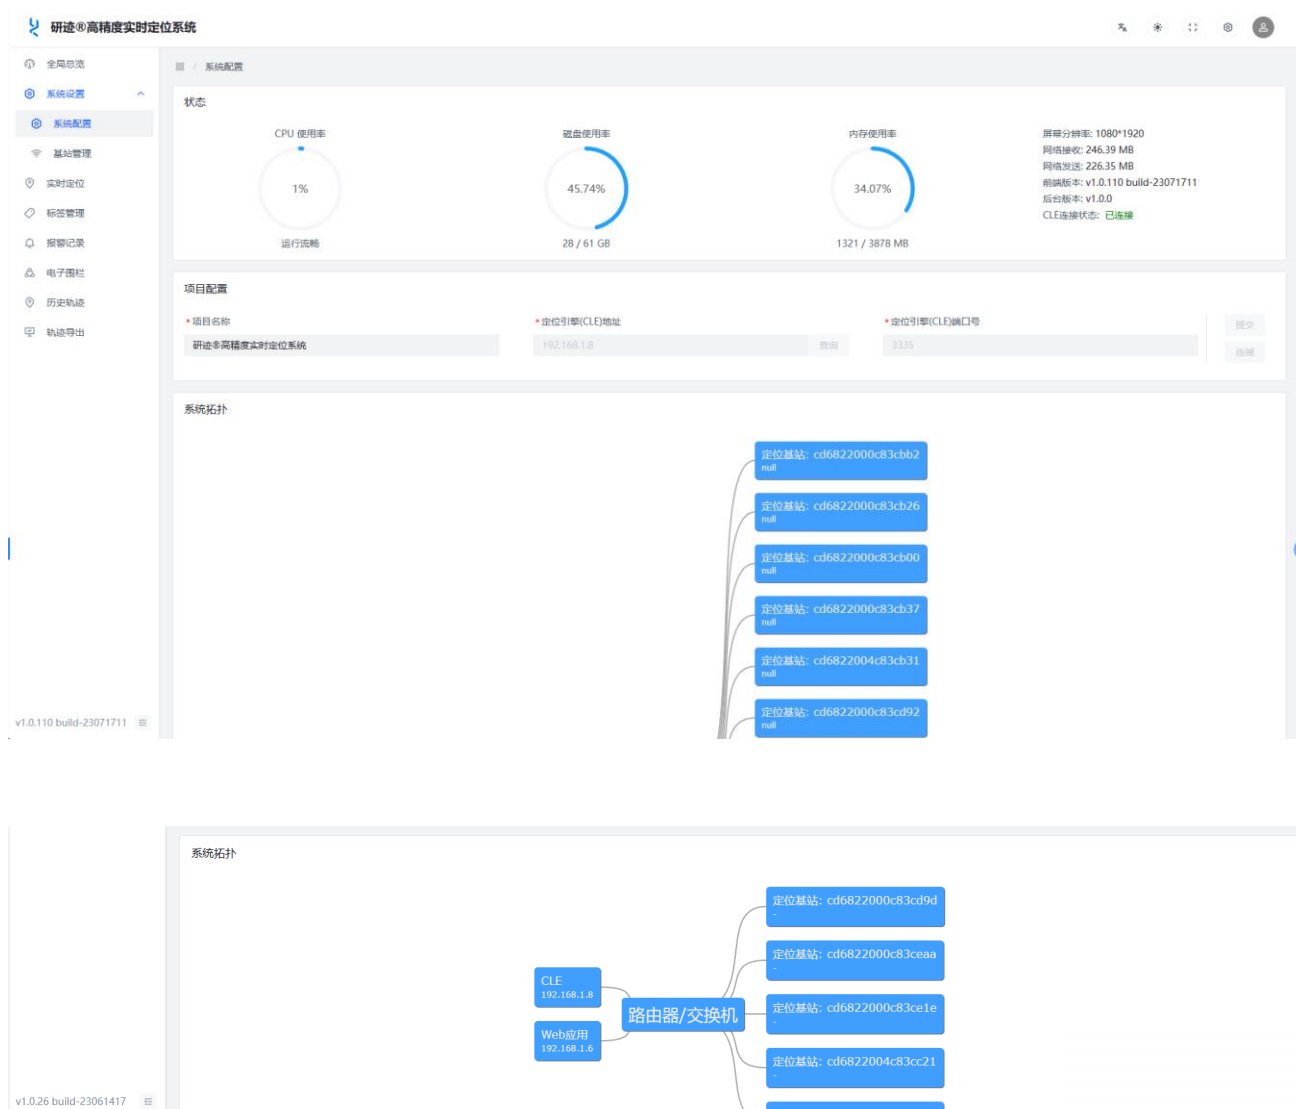 研迹®高精度实时定位系统
全局总览
系统设置
系统配置
基站管理
实时定位
标签管理
报警记录
电子围栏
历史轨迹
轨迹导出
v1.0.110 build-23071711
/ 系统配置
状态
CPU 使用率
1%
运行流畅
磁盘使用率
45.74%
28 / 61 GB
内存使用率
34.07%
1321 / 3878 MB
屏幕分辨率: 1080*1920
网络接收: 246.39 MB
网络发送: 226.35 MB
前端版本: v1.0.110 build-23071711
后台版本: v1.0.0
CLE连接状态: 已连接
项目配置
*项目名称
研迹®高精度实时定位系统
*定位引擎(CLE)地址
192.168.1.8
查询
*定位引擎(CLE)端口号
3335
提交
连接
系统拓扑
定位基站: cd6822000c83cbb2
null
定位基站: cd6822000c83cb26
null
定位基站: cd6822000c83cb00
null
定位基站: cd6822000c83cb37
null
定位基站: cd6822004c83cb31
null
定位基站: cd6822000c83cd92
null
系统拓扑
CLE
192.168.1.8
Web应用
192.168.1.6
路由器/交换机
定位基站: cd6822000c83cd9d
-
定位基站: cd6822000c83ceaa
-
定位基站: cd6822000c83ce1e
-
定位基站: cd6822004c83cc21
-
v1.0.26 build-23061417